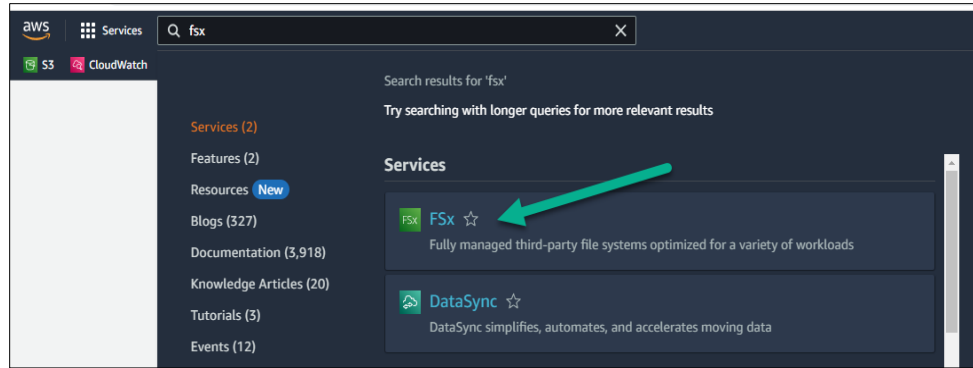 aws
Services
fsx
S3
CloudWatch
Search results for 'fsx'
Try searching with longer queries for more relevant results
Services (2)
Features (2)
Resources New
Blogs (327)
Documentation (3,918)
Knowledge Articles (20)
Tutorials (3)
Events (12)
Services
FSx FSx
Fully managed third-party file systems optimized for a variety of workloads
DataSync
DataSync simplifies, automates, and accelerates moving data